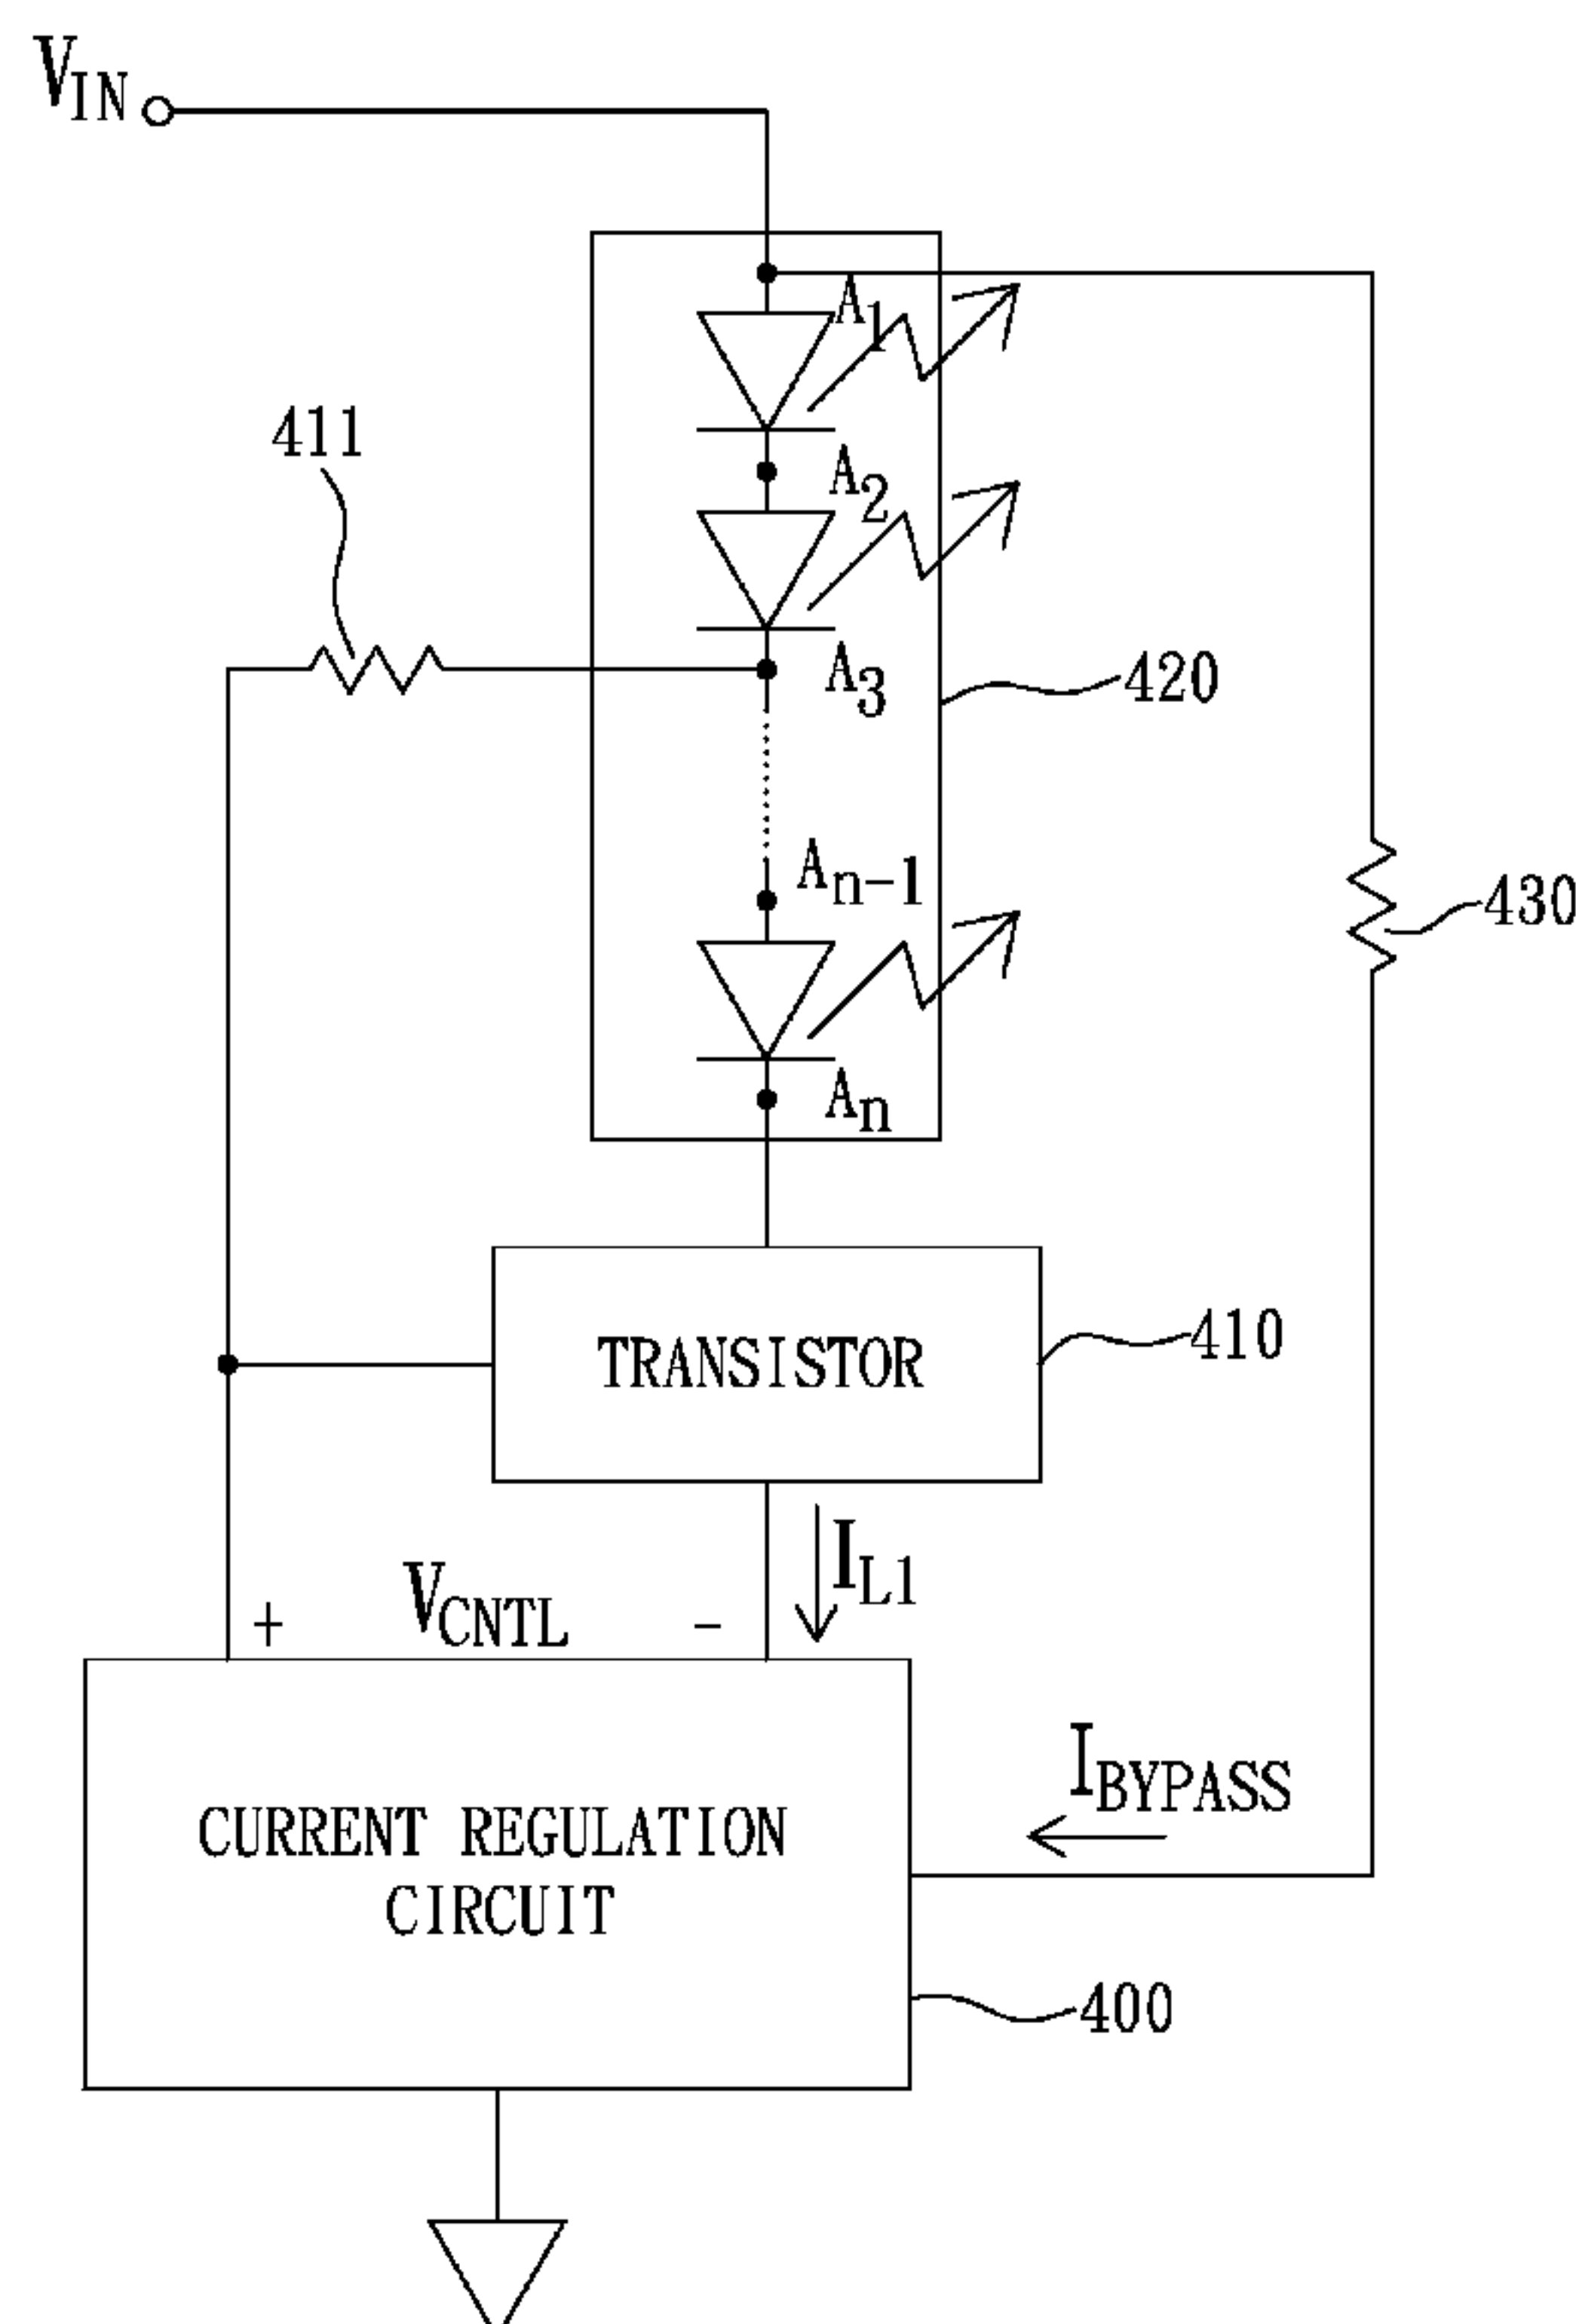 VIN
A1
411
A2
A3
420
An-1
430
An
TRANSISTOR
410
IL1
+ VCNTL -
IBYPASS
CURRENT REGULATION
CIRCUIT
400